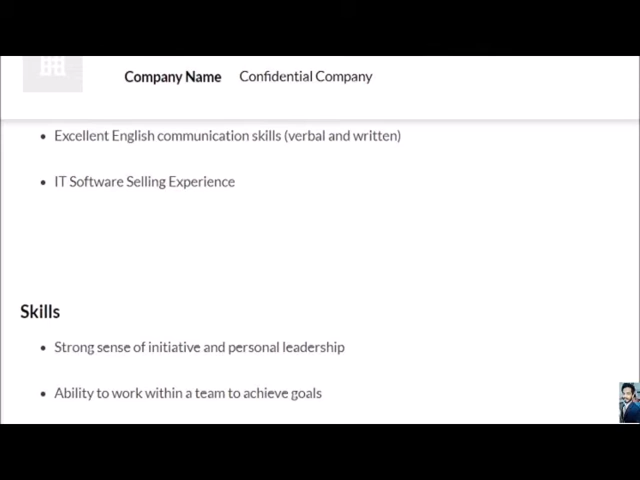 Company Name Confidential Company
Excellent English communication skills (verbal and written)
IT Software Selling Experience
Skills
Strong sense of initiative and personal leadership
Ability to work within a team to achieve goals